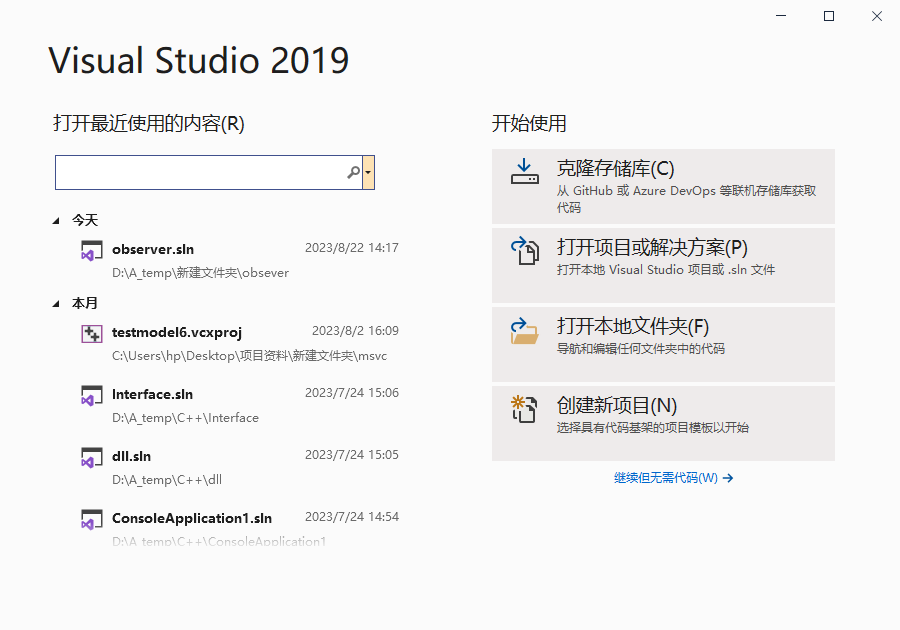 Visual Studio 2019
打开最近使用的内容(R)
今天
observer.sln 2023/8/22 14:17
D:\A_temp\新建文件夹\obsever
本月
testmodel6.vcxproj 2023/8/2 16:09
C:\Users\hp\Desktop\项目资料\新建文件夹\msvc
Interface.sln 2023/7/24 15:06
D:\A_temp\C++\Interface
dll.sln 2023/7/24 15:05
D:\A_temp\C++\dll
ConsoleApplication1.sln 2023/7/24 14:54
D:\A_temp\C++\ConsoleApplication1
开始使用
克隆存储库(C)
从 GitHub 或 Azure DevOps 等联机存储库获取
代码
打开项目或解决方案(P)
打开本地 Visual Studio 项目或 .sln 文件
打开本地文件夹(F)
导航和编辑任何文件夹中的代码
创建新项目(N)
选择具有代码基架的项目模板以开始
继续但无需代码(W) →